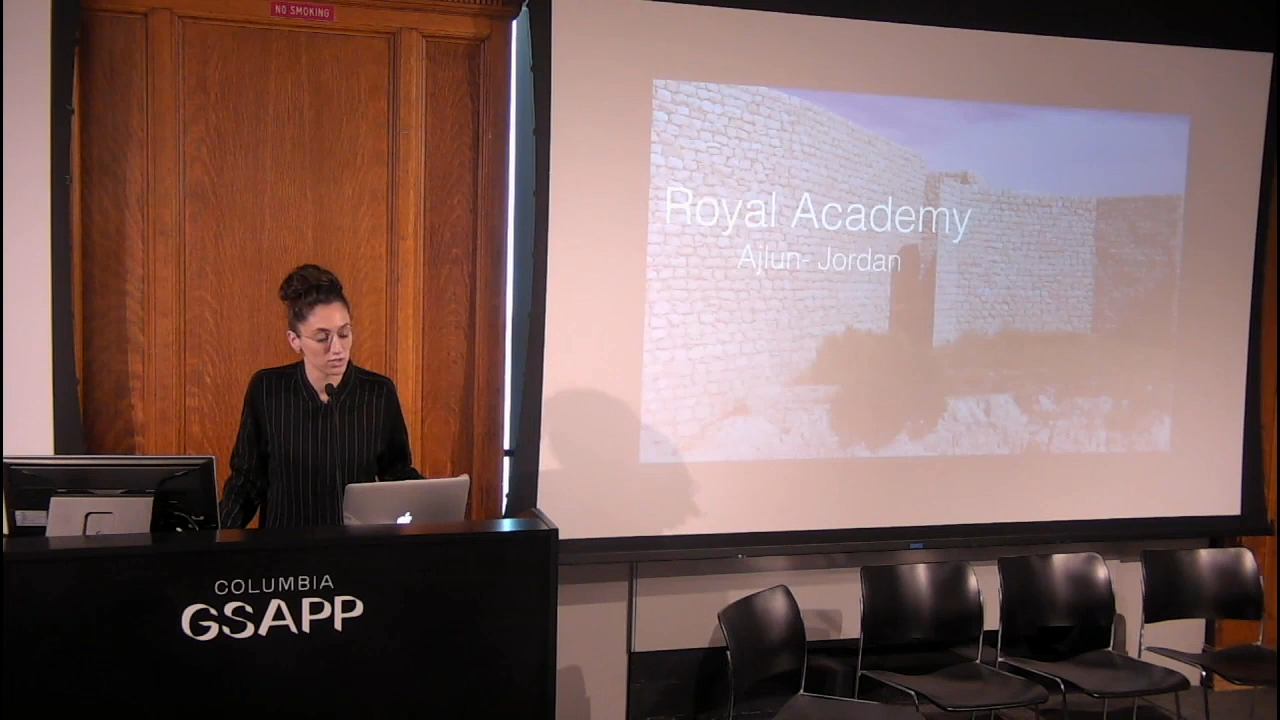 NO SMOKING
Royal Academy
Ajlun- Jordan
COLUMBIA
GSAPP